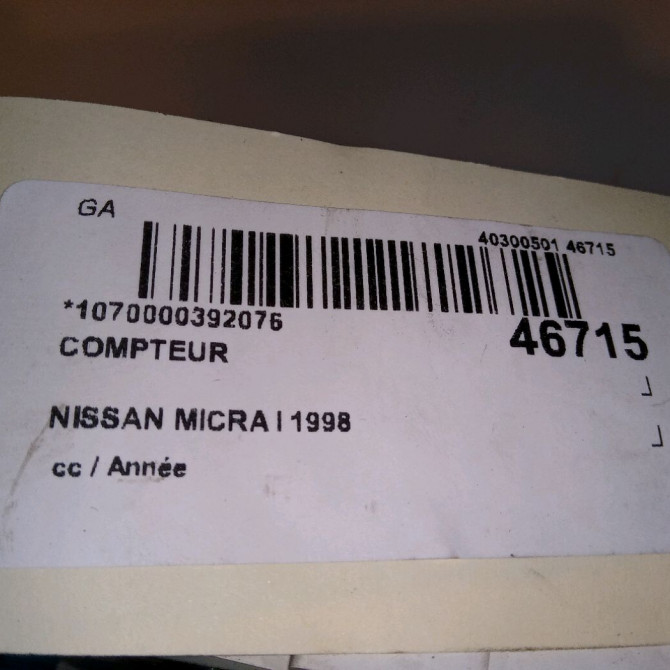 GA
40300501 46715
*1070000392076
46715
COMPTEUR
NISSAN MICRA I 1998
cc / Année